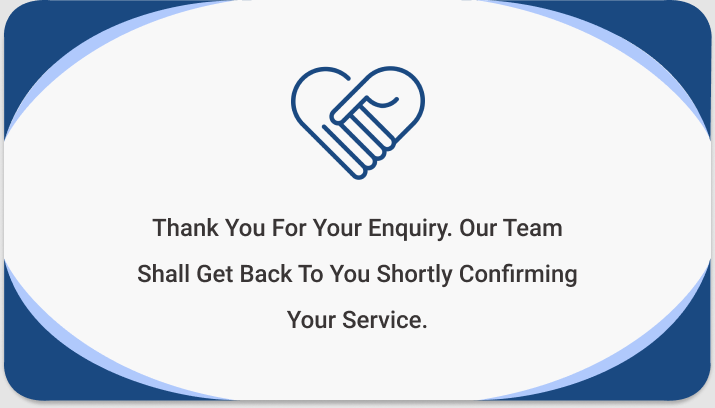 Thank You For Your Enquiry. Our Team
Shall Get Back To You Shortly Confirming
Your Service.